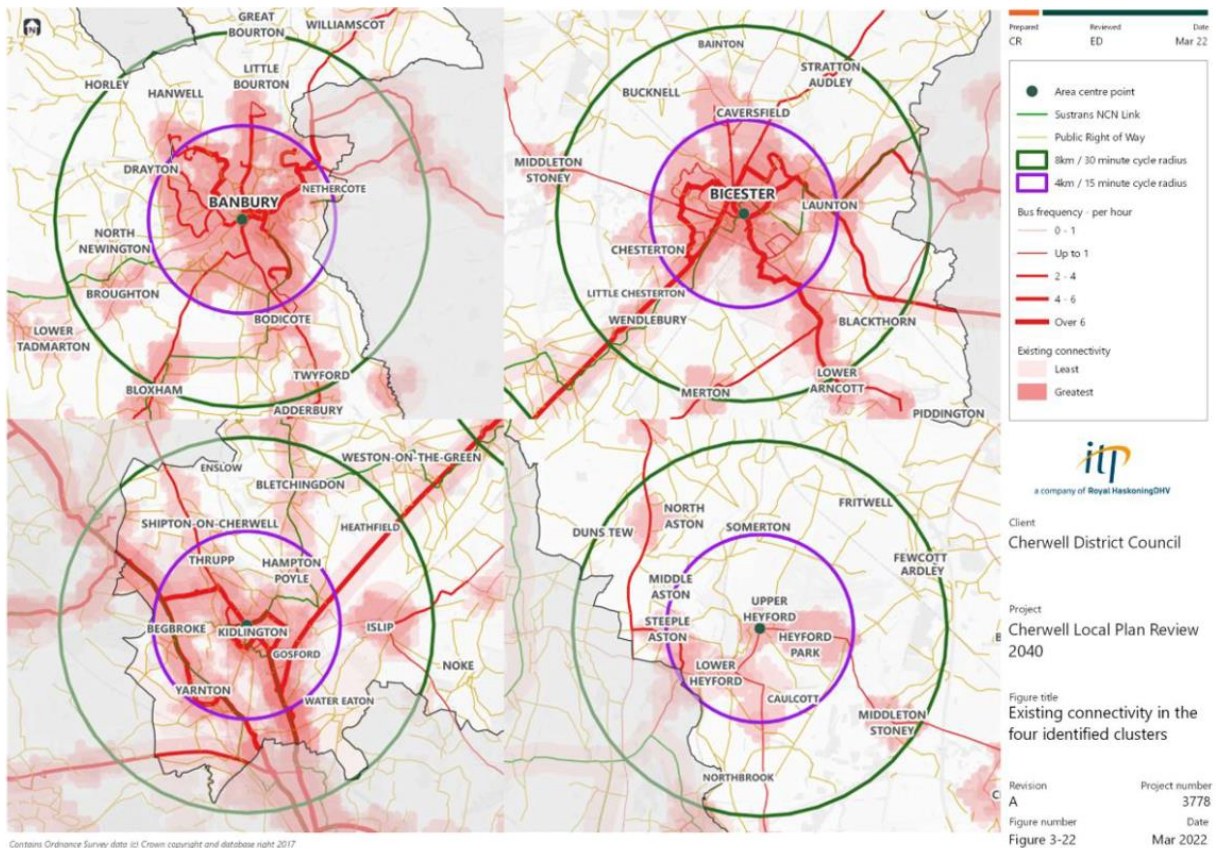 GREAT
BOURTON
WILLIAMSCOT
HORLEY
LITTLE
BOURTON
HANWELL
DRAYTON
NETHERCOTE
BANBURY
NORTH
NEWINGTON
BROUGHTON
BODICOTE
LOWER
TADMARTON
TWYFORD
BLOXHAM
ADDERBURY
BAINTON
STRATTON
AUDLEY
BUCKNELL
CAVERSFIELD
MIDDLETON
STONEY
BICESTER
LAUNTON
CHESTERTON
LITTLE CHESTERTON
WENDLEBURY
BLACKTHORN
MERTON
LOWER
ARNCOTT
PIDDINGTON
ENSLOW
WESTON-ON-THE-GREEN
BLETCHINGDON
SHIPTON-ON-CHERWELL
HEATHFIELD
THRUPP
HAMPTON
POYLE
BEGBROKE
KIDLINGTON
ISLIP
GOSFORD
NOKE
YARNTON
WATER EATON
FRITWELL
NORTH
ASTON
DUNS TEW
SOMERTON
FEWCOTT
ARDLEY
MIDDLE
ASTON
UPPER
HEYFORD
STEEPLE
ASTON
HEYFORD
PARK
LOWER
HEYFORD
CAULCOTT
MIDDLETON
STONEY
NORTHBROOK
Prepared Reviewed Date
CR ED Mar 22
Area centre point
Sustrans NCN Link
Public Right of Way
8km / 30 minute cycle radius
4km / 15 minute cycle radius
Bus frequency - per hour
0 - 1
Up to 1
2 - 4
4 - 6
Over 6
Existing connectivity
Least
Greatest
itp
a company of Royal HaskoningDHV
Client
Cherwell District Council
Project
Cherwell Local Plan Review
2040
Figure title
Existing connectivity in the
four identified clusters
Revision Project number
A 3778
Figure number Date
Figure 3-22 Mar 2022
Contains Ordnance Survey data (c) Crown copyright and database right 2017